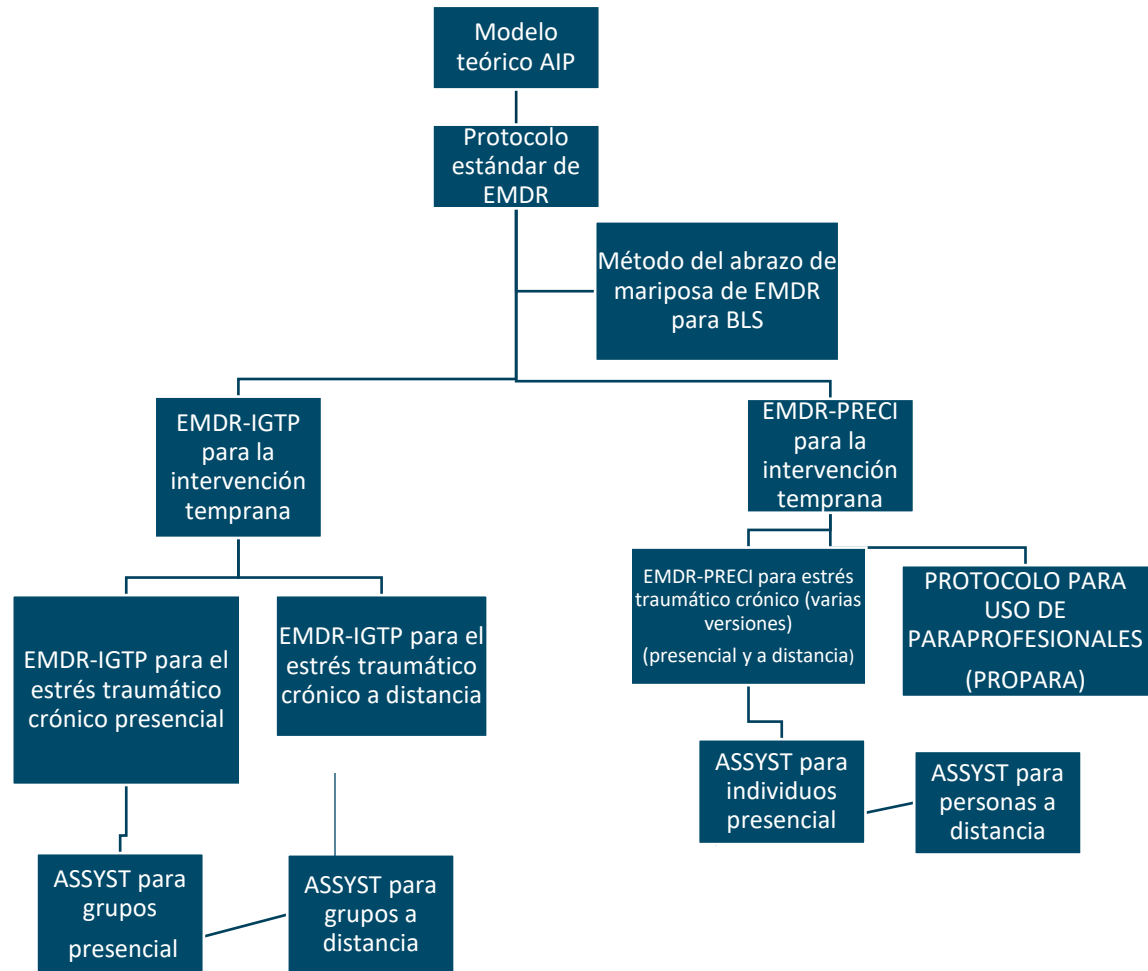 Modelo
teórico AIP
Protocolo
estándar de
EMDR
Método del abrazo de
mariposa de EMDR
para BLS
EMDR-IGTP
para la
intervención
temprana
EMDR-PRECI
para la
intervención
temprana
EMDR-IGTP para el
estrés traumático
crónico presencial
EMDR-IGTP para el
estrés traumático
crónico a distancia
EMDR-PRECI para estrés
traumático crónico (varias
versiones)
(presencial y a distancia)
PROTOCOLO PARA
USO DE
PARAPROFESIONALES
(PROPARA)
ASSYST para
grupos
presencial
ASSYST para
grupos a
distancia
ASSYST para
individuos
presencial
ASSYST para
personas a
distancia